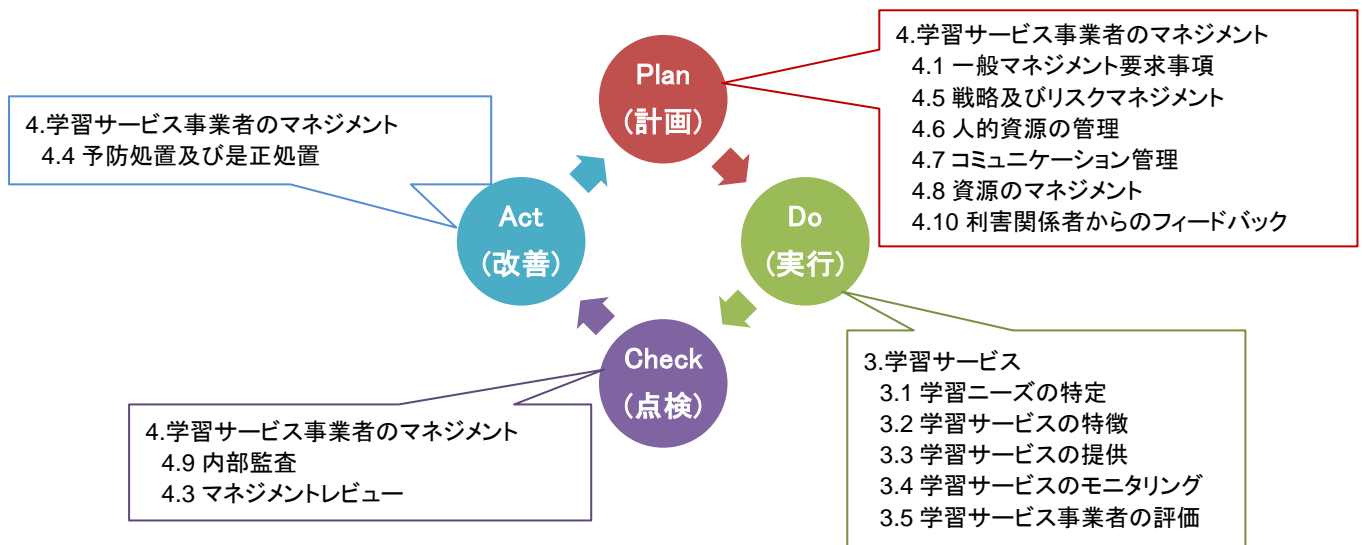 Plan
(計画)
4.学習サービス事業者のマネジメント
4.1 一般マネジメント要求事項
4.5 戦略及びリスクマネジメント
4.6 人的資源の管理
4.7 コミュニケーション管理
4.8 資源のマネジメント
4.10 利害関係者からのフィードバック
Do
(実行)
3.学習サービス
3.1 学習ニーズの特定
3.2 学習サービスの特徴
3.3 学習サービスの提供
3.4 学習サービスのモニタリング
3.5 学習サービス事業者の評価
Check
(点検)
4.学習サービス事業者のマネジメント
4.9 内部監査
4.3 マネジメントレビュー
Act
(改善)
4.学習サービス事業者のマネジメント
4.4 予防処置及び是正処置